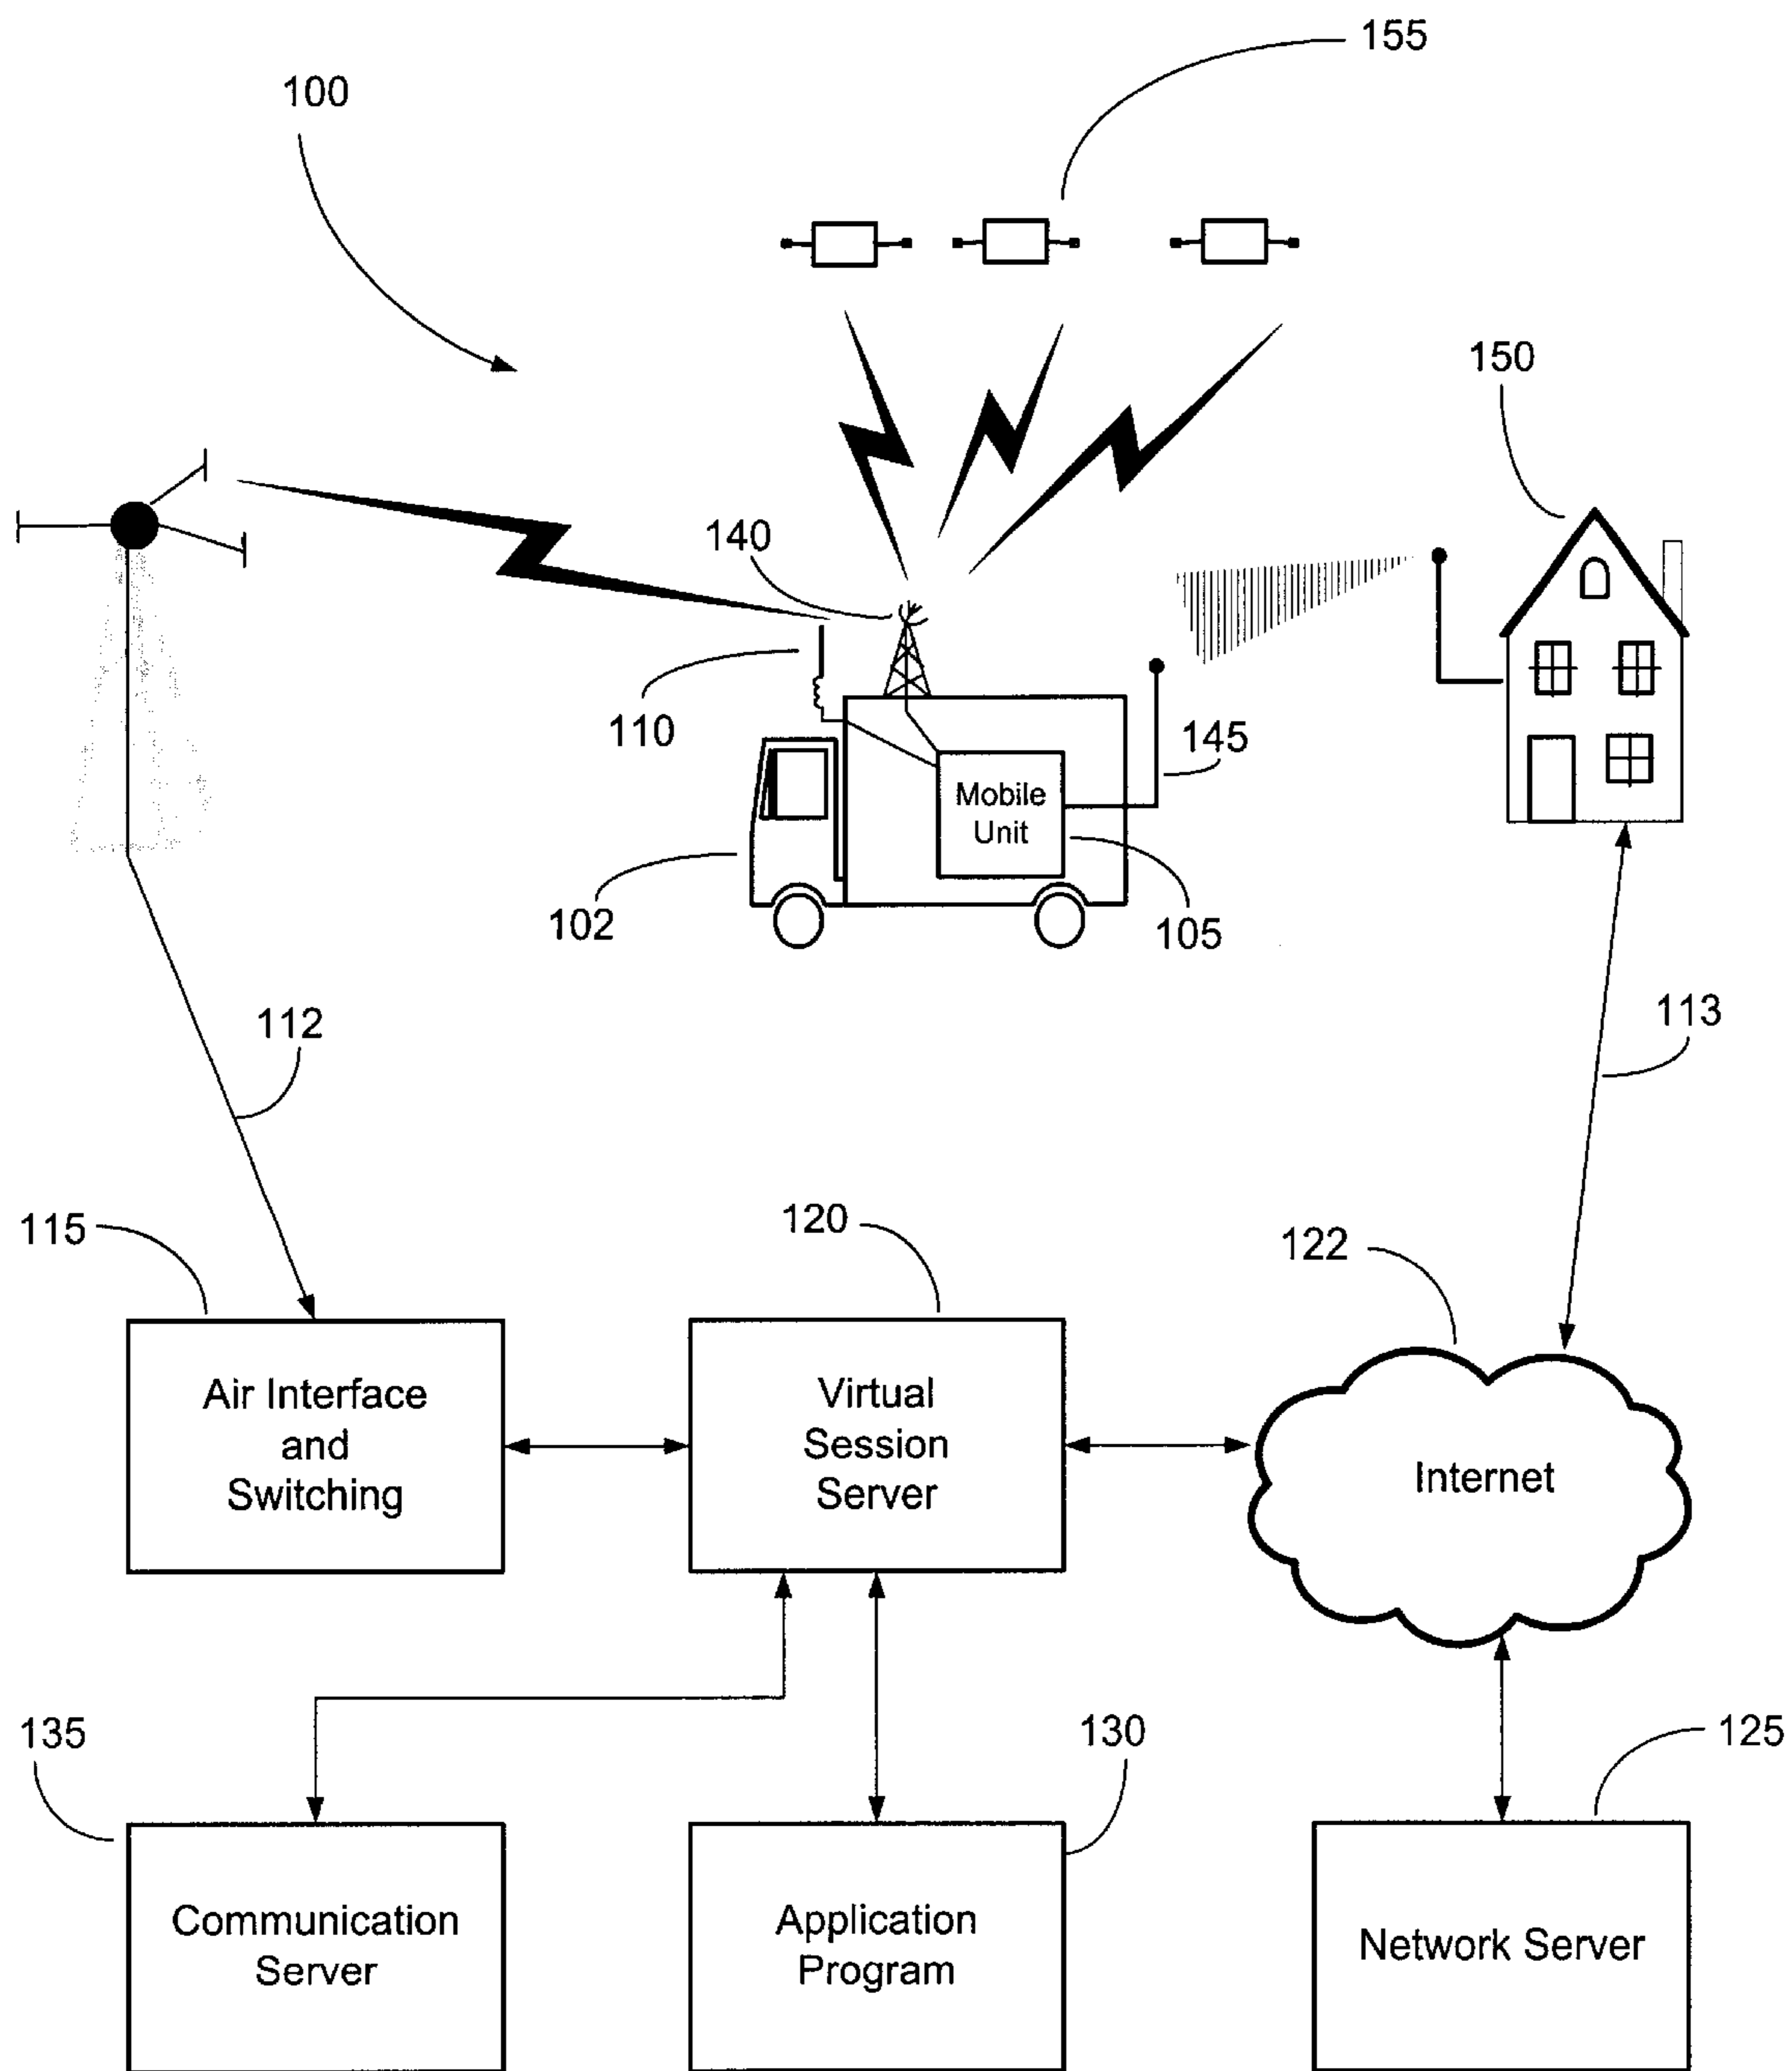 155
100
150
140
110
145
Mobile
Unit
102
105
112
113
115
120
122
Air Interface
and
Switching
Virtual
Session
Server
Internet
135
130
125
Communication
Server
Application
Program
Network Server